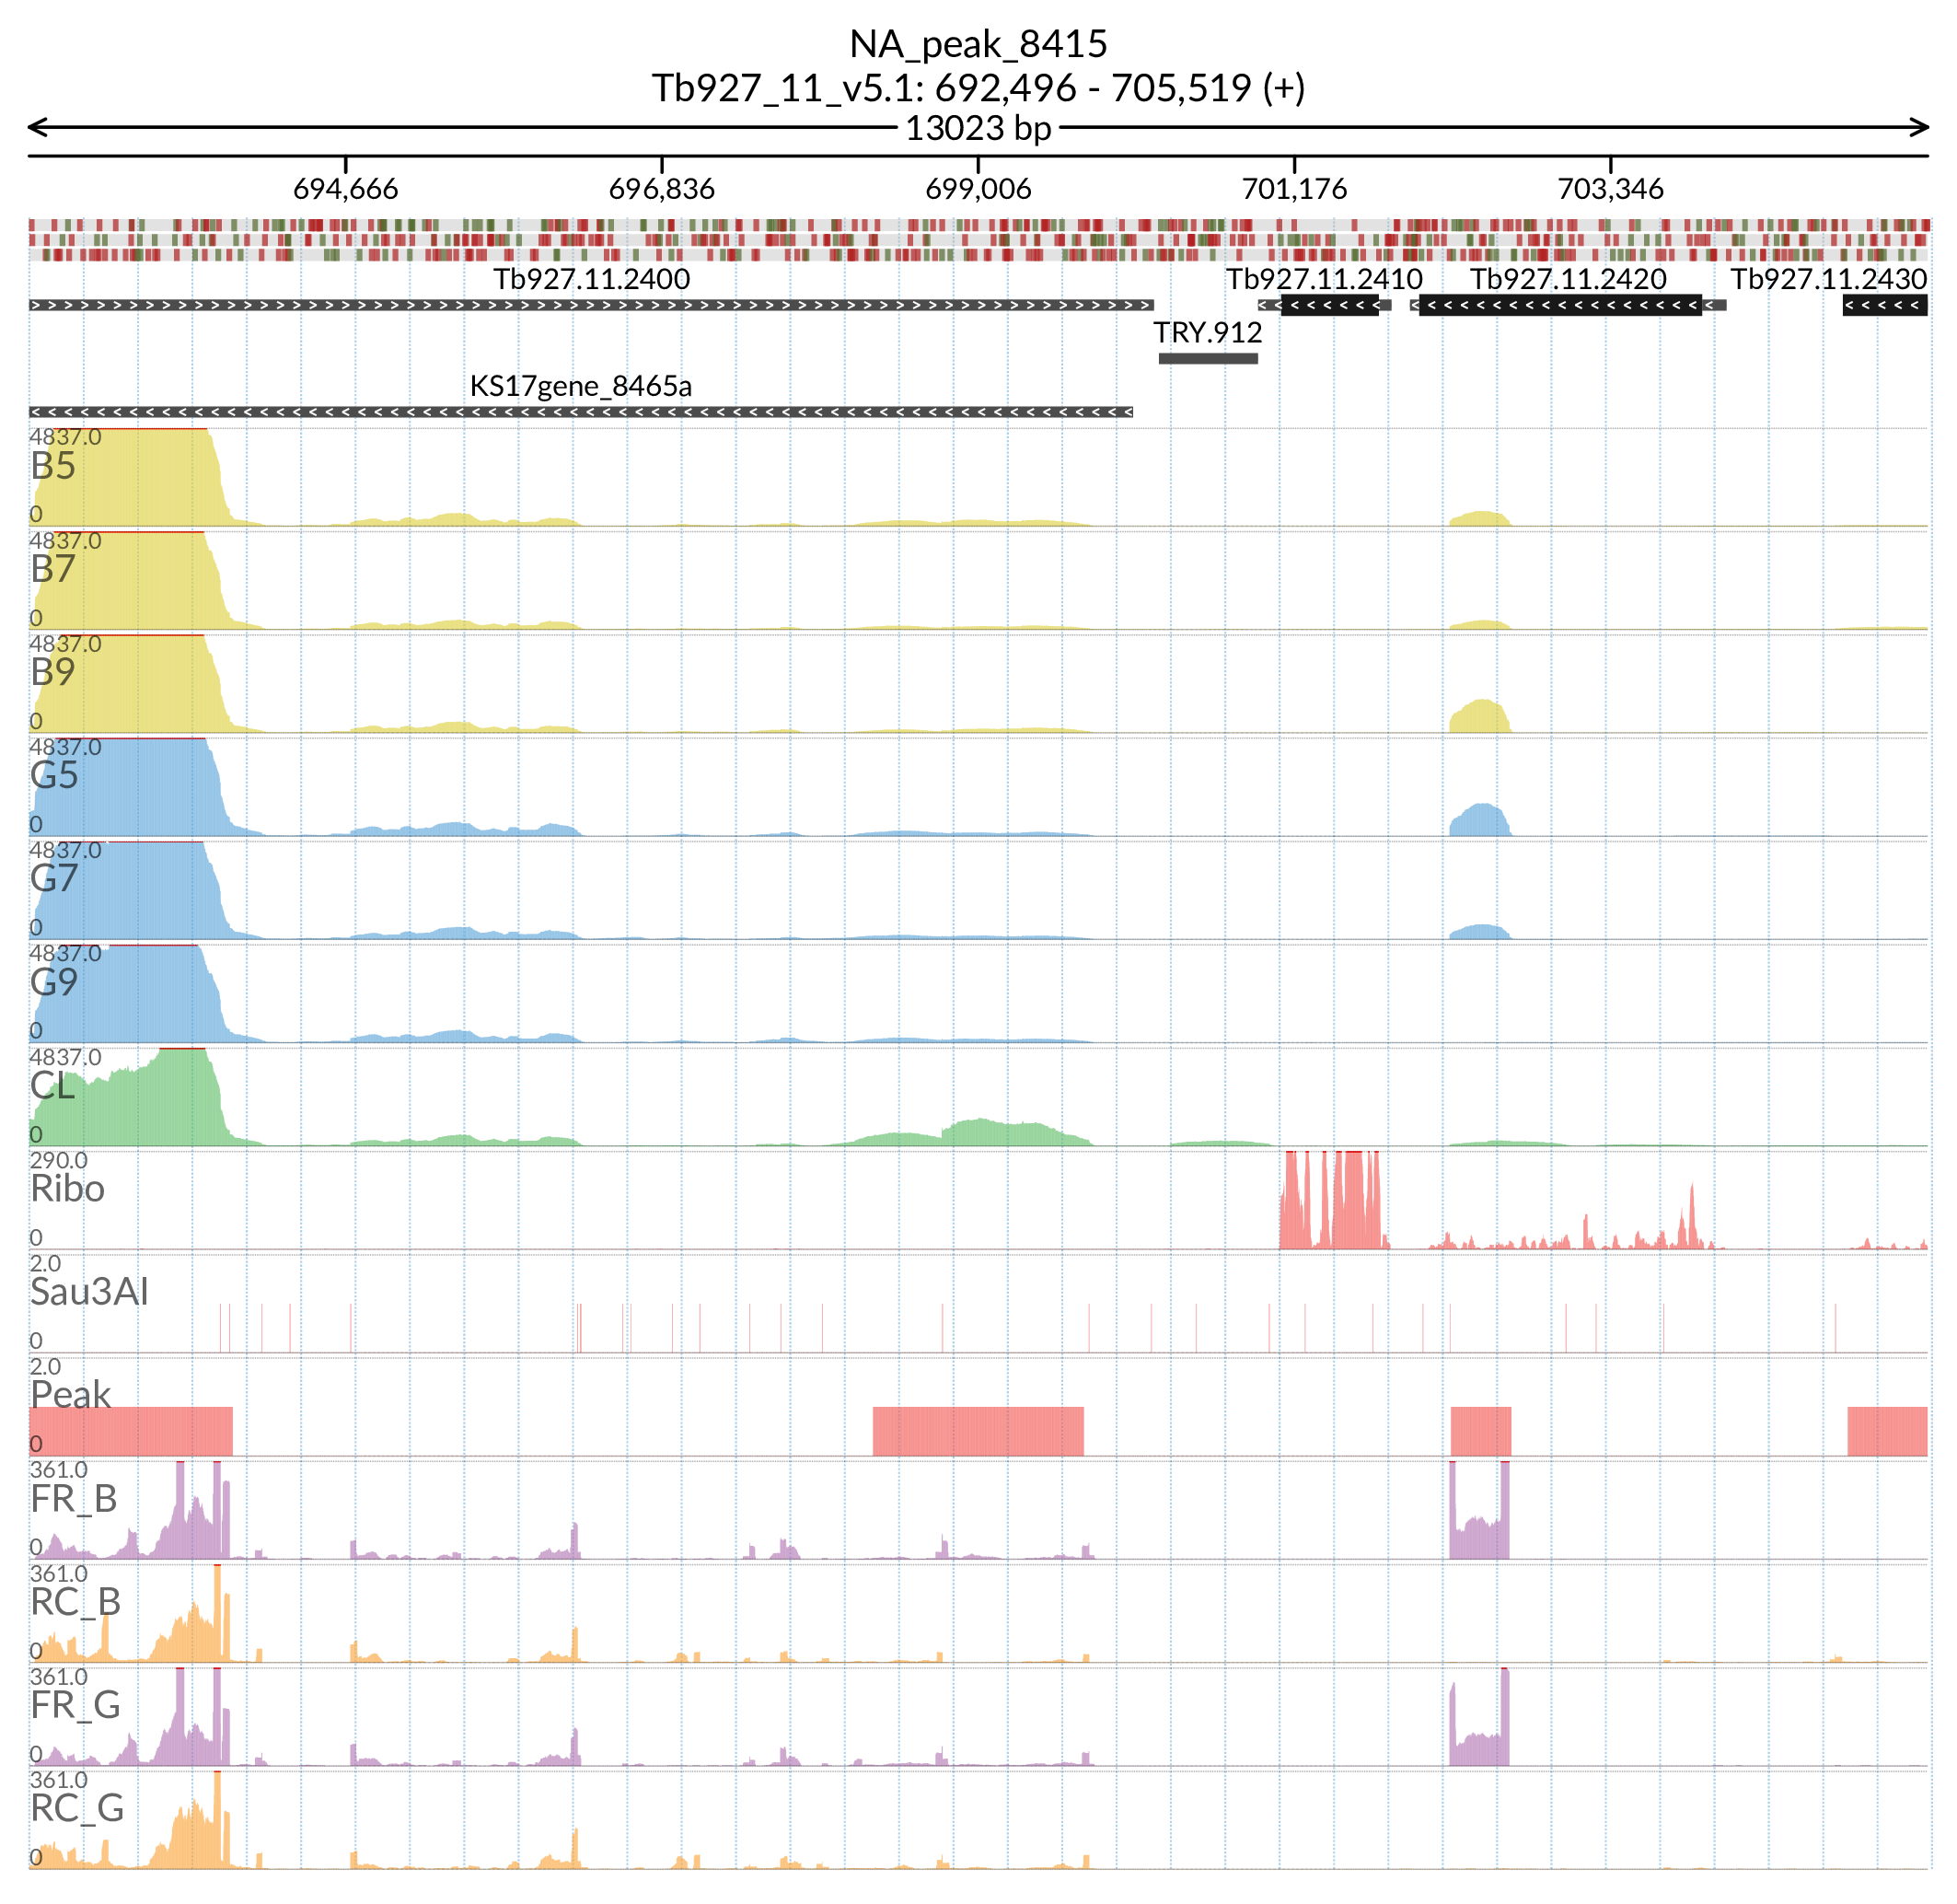 NA_peak_8415
Tb927_11_v5.1: 692,496 - 705,519 (+)
13023 bp
694,666 696,836 699,006 701,176 703,346
Tb927.11.2400 Tb927.11.2410 Tb927.11.2420 Tb927.11.2430
TRY.912
KS17gene_8465a
4837.0
B5
0
4837.0
B7
0
4837.0
B9
0
4837.0
G5
0
4837.0
G7
0
4837.0
G9
0
4837.0
CL
0
290.0
Ribo
0
2.0
Sau3AI
0
2.0
Peak
0
361.0
FR_B
0
361.0
RC_B
0
361.0
FR_G
0
361.0
RC_G
0